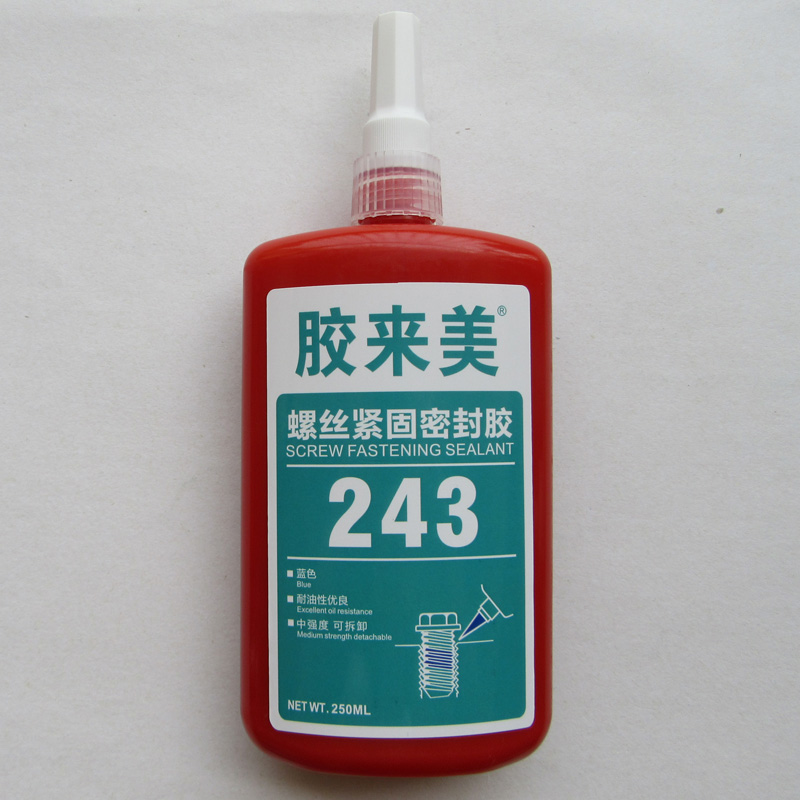 胶来美®
螺丝紧固密封胶
SCREW FASTENING SEALANT
243
■ 蓝色
Blue
■ 耐油性优良
Excellent oil resistance
■ 中强度 可拆卸
Medium strength detachable
NET WT. 250ML